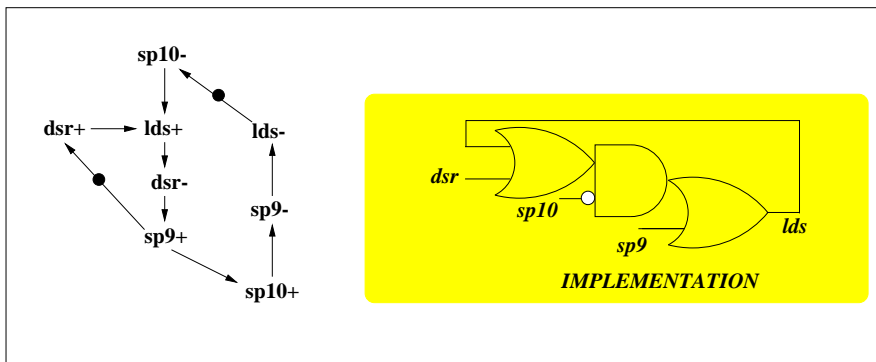 sp10-
dsr+ lds+ lds-
dsr-
sp9-
sp9+
sp10+
dsr
sp10
sp9
lds
IMPLEMENTATION